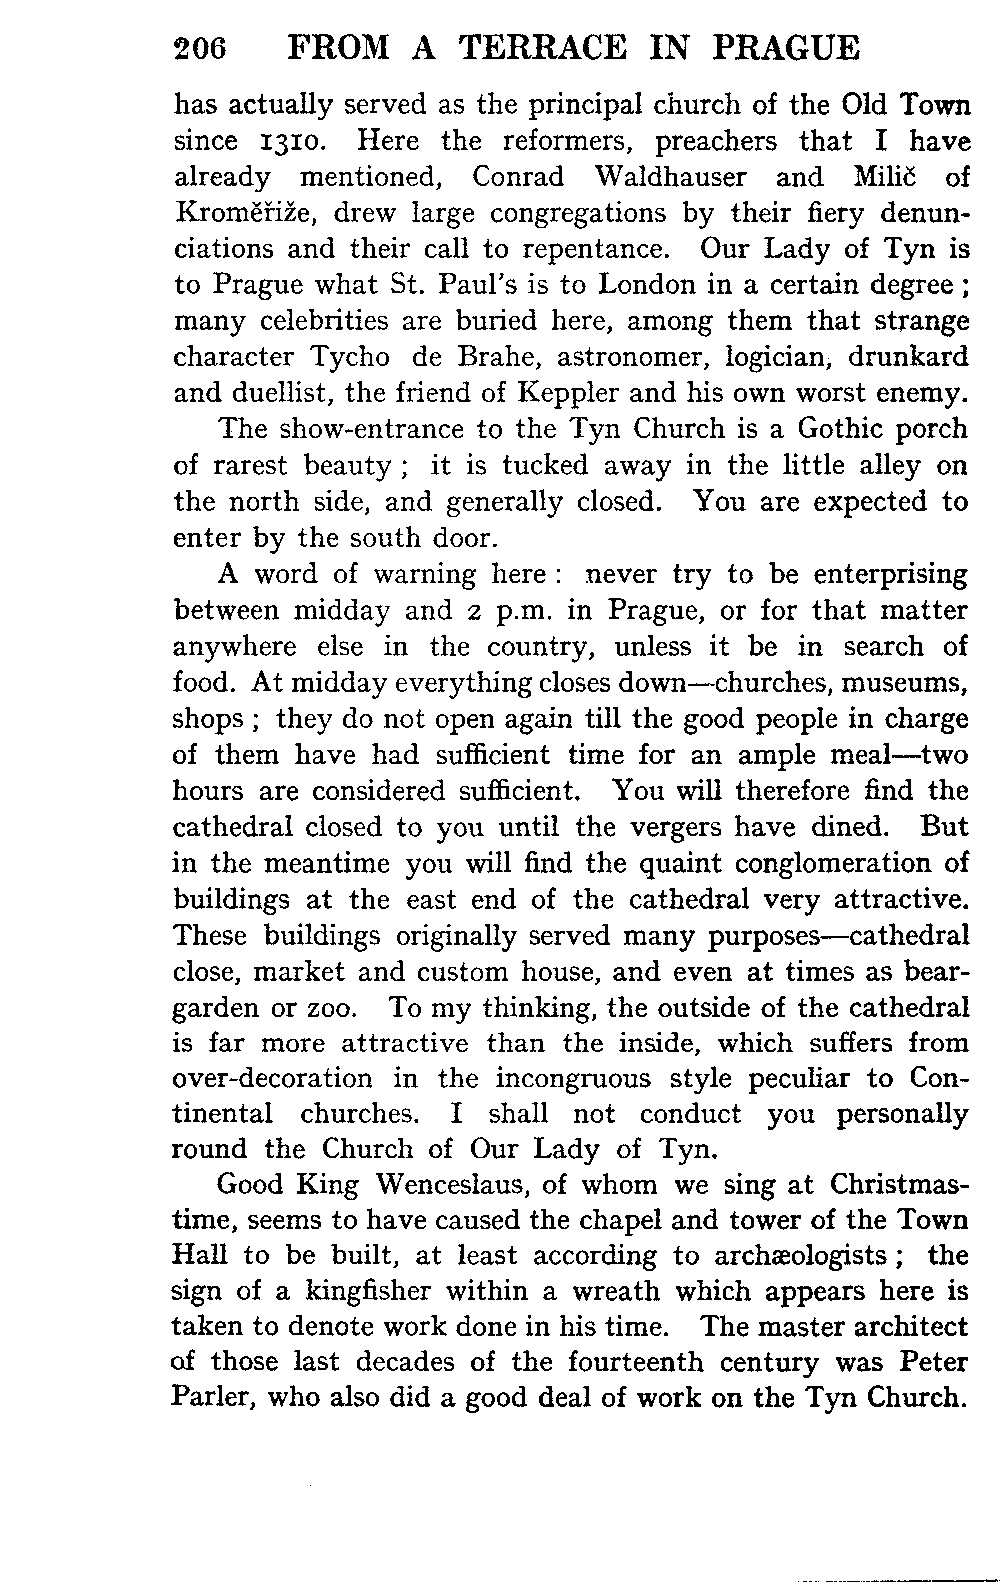 206 FROM A TERRACE IN PRAGUE
has actually served as the principal church of the Old Town
since 1310. Here the reformers, preachers that I have
already mentioned, Conrad Waldhauser and Milič of
Kroměřiže, drew large congregations by their fiery denun-
ciations and their call to repentance. Our Lady of Tyn is
to Prague what St. Paul's is to London in a certain degree ;
many celebrities are buried here, among them that strange
character Tycho de Brahe, astronomer, logician, drunkard
and duellist, the friend of Keppler and his own worst enemy.
The show-entrance to the Tyn Church is a Gothic porch
of rarest beauty ; it is tucked away in the little alley on
the north side, and generally closed. You are expected to
enter by the south door.
A word of warning here : never try to be enterprising
between midday and 2 p.m. in Prague, or for that matter
anywhere else in the country, unless it be in search of
food. At midday everything closes down—churches, museums,
shops ; they do not open again till the good people in charge
of them have had sufficient time for an ample meal—two
hours are considered sufficient. You will therefore find the
cathedral closed to you until the vergers have dined. But
in the meantime you will find the quaint conglomeration of
buildings at the east end of the cathedral very attractive.
These buildings originally served many purposes—cathedral
close, market and custom house, and even at times as bear-
garden or zoo. To my thinking, the outside of the cathedral
is far more attractive than the inside, which suffers from
over-decoration in the incongruous style peculiar to Con-
tinental churches. I shall not conduct you personally
round the Church of Our Lady of Tyn.
Good King Wenceslaus, of whom we sing at Christmas-
time, seems to have caused the chapel and tower of the Town
Hall to be built, at least according to archæologists ; the
sign of a kingfisher within a wreath which appears here is
taken to denote work done in his time. The master architect
of those last decades of the fourteenth century was Peter
Parler, who also did a good deal of work on the Tyn Church.